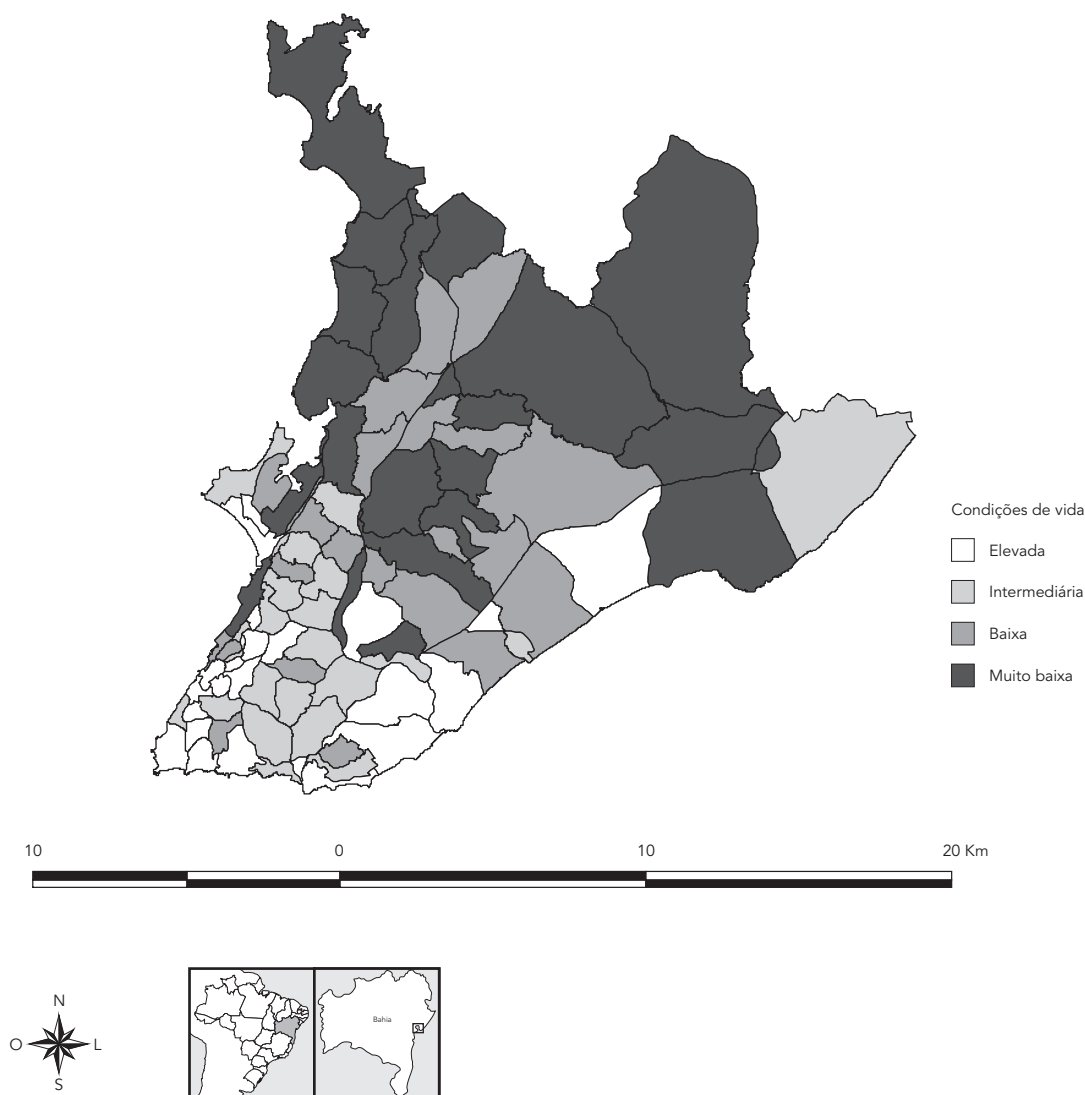 Condições de vida
Elevada
Intermediária
Baixa
Muito baixa
10 0 10 20 Km
N
O L
S
Bahia